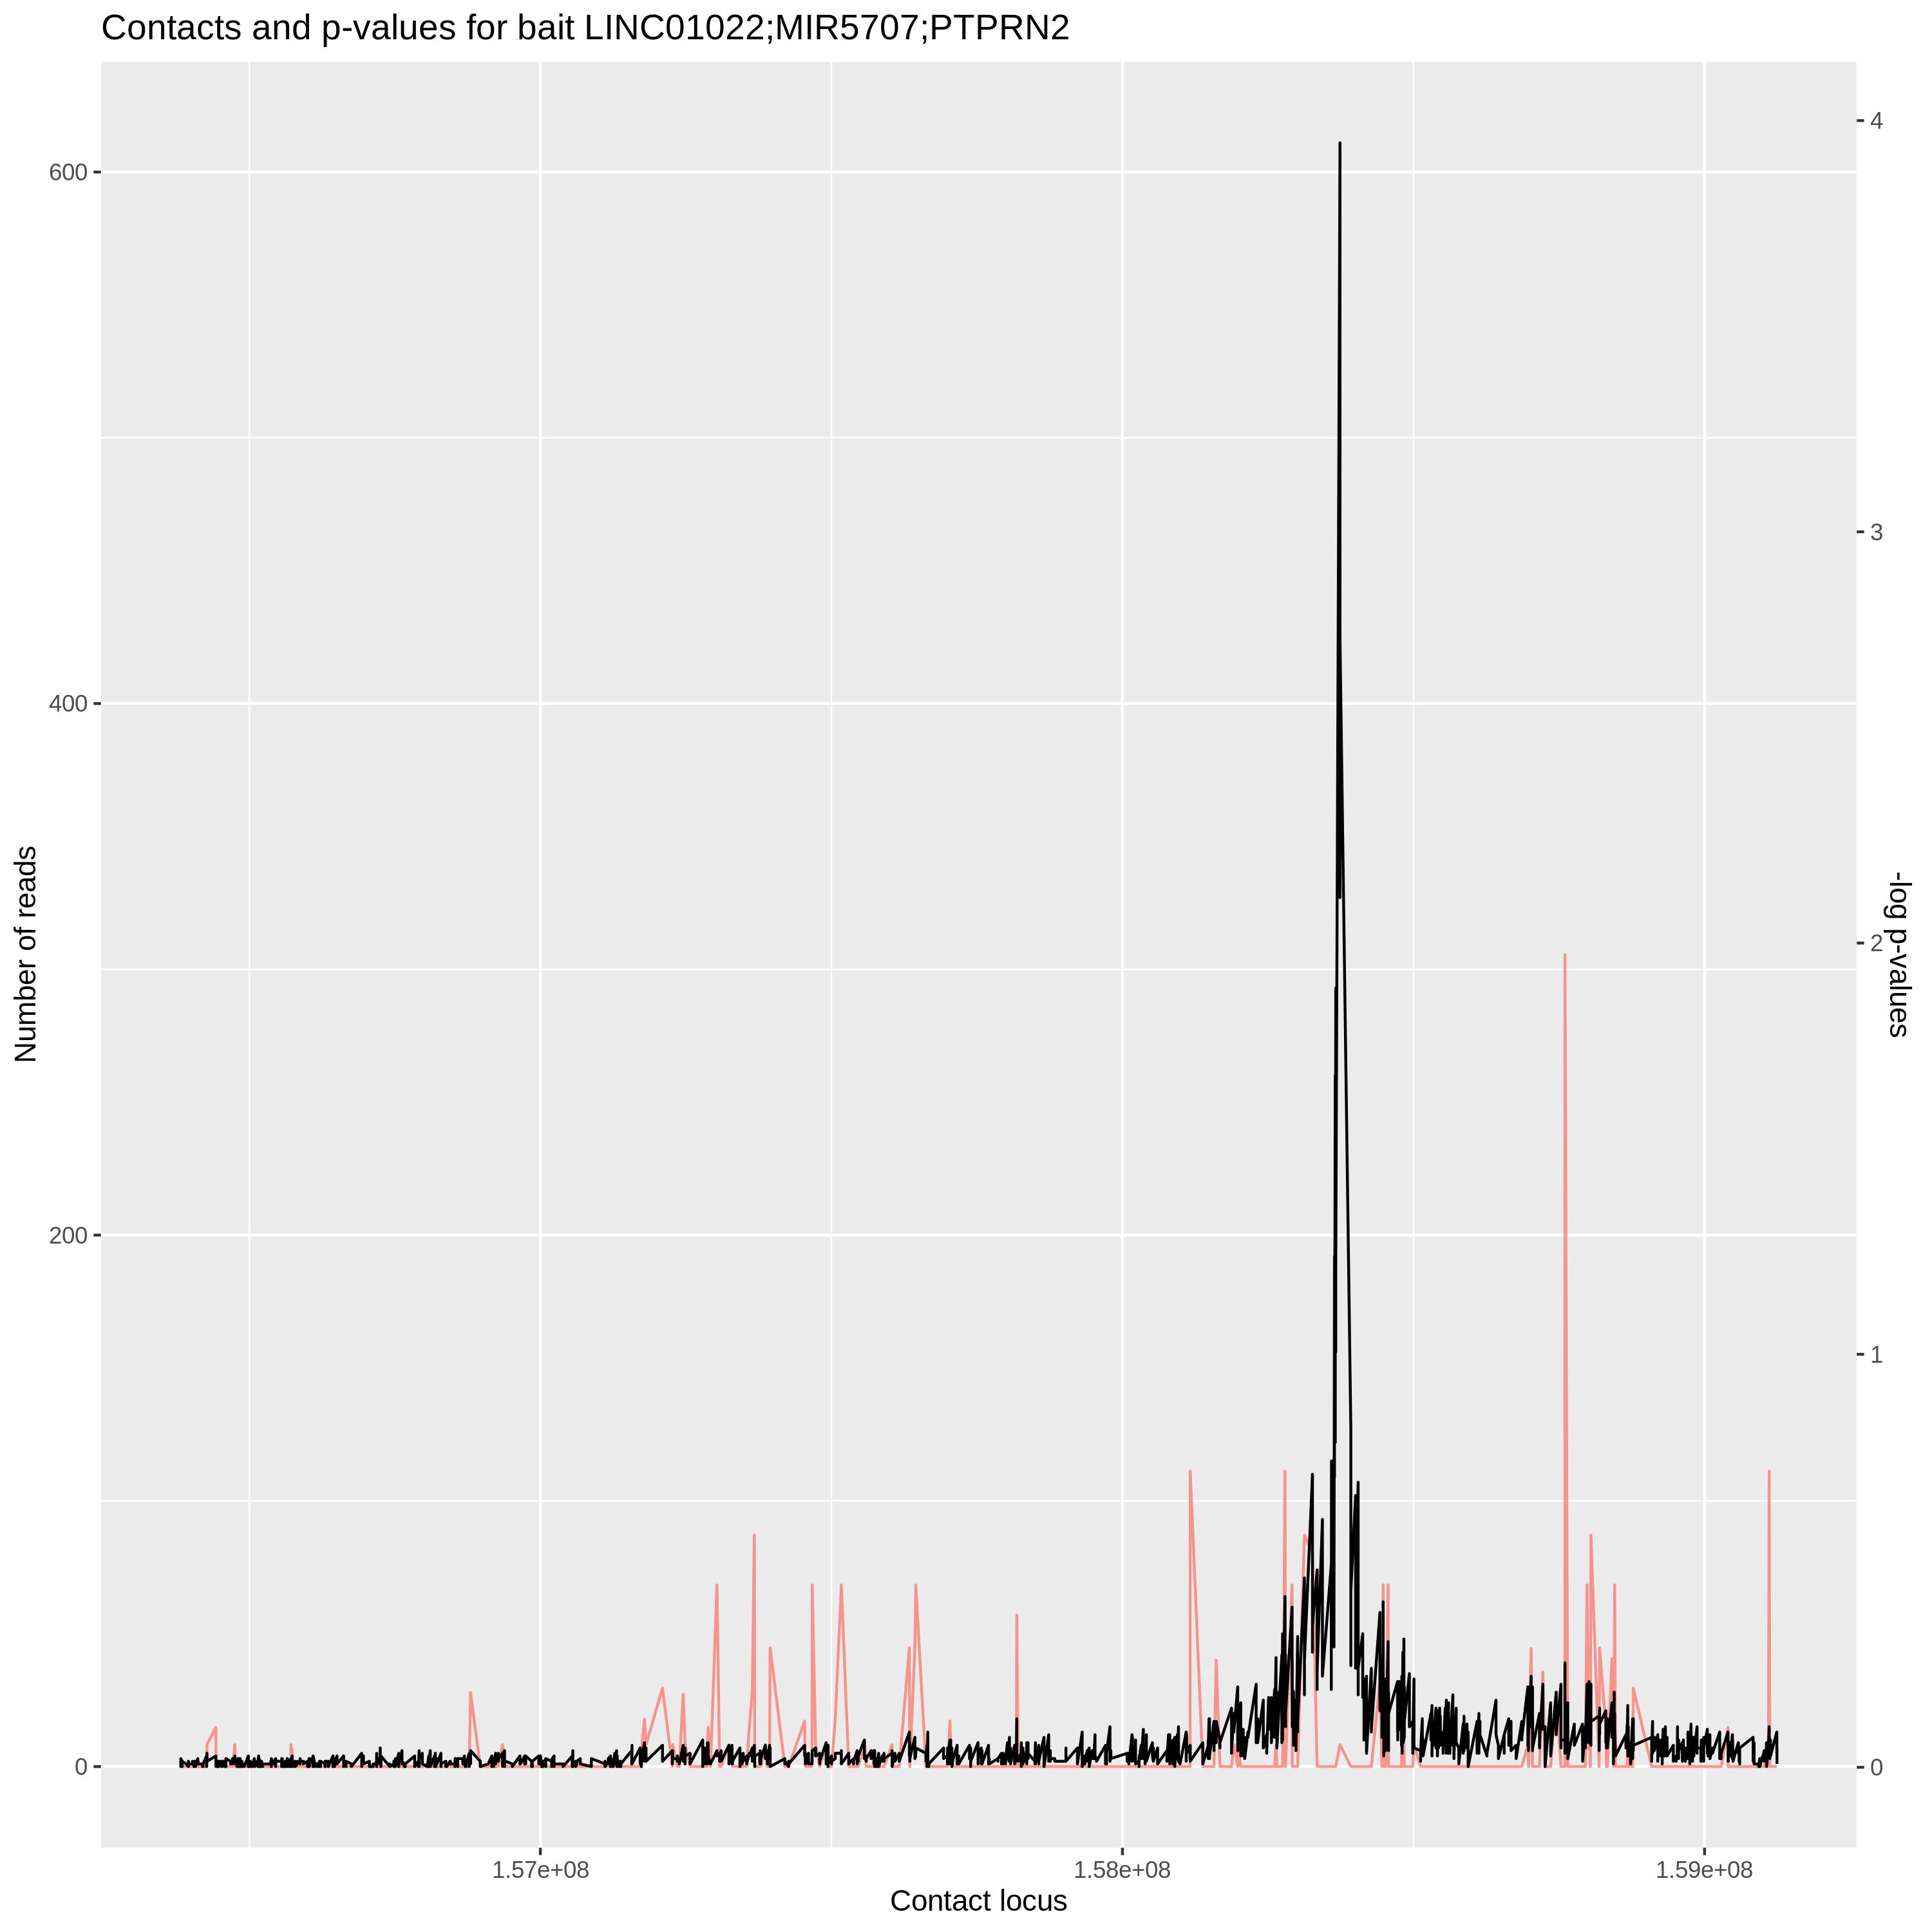 Contacts and p-values for bait LINC01022;MIR5707;PTPRN2
600
400
200
0
Number of reads
4
3
2
1
0
-log p-values
1.57e+08
1.58e+08
1.59e+08
Contact locus